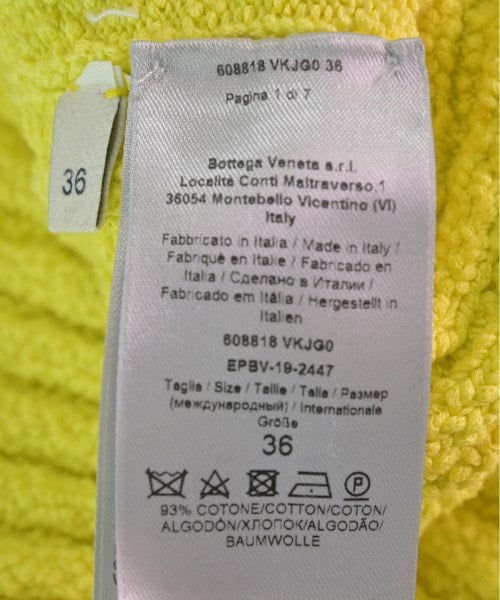 608818 VKJG0 36
Pagina 1 di 7
36
Bottega Veneta s.r.l.
Località Conti Maltraverso,1
36054 Montebello Vicentino (VI)
Italy
Fabbricato in Italia / Made in Italy /
Fabriqué en Italie / Fabricado en
Italia / Сделано в Италии /
Fabricado em Itália / Hergestellt in
Italien
608818 VKJG0
EPBV-19-2447
Taglia / Size / Taille / Talla / Размер
(международный) / Internationale
Größe
36
P
93% COTONE/COTTON/COTON/
ALGODÓN/ХЛОПОК/ALGODÃO/
BAUMWOLLE